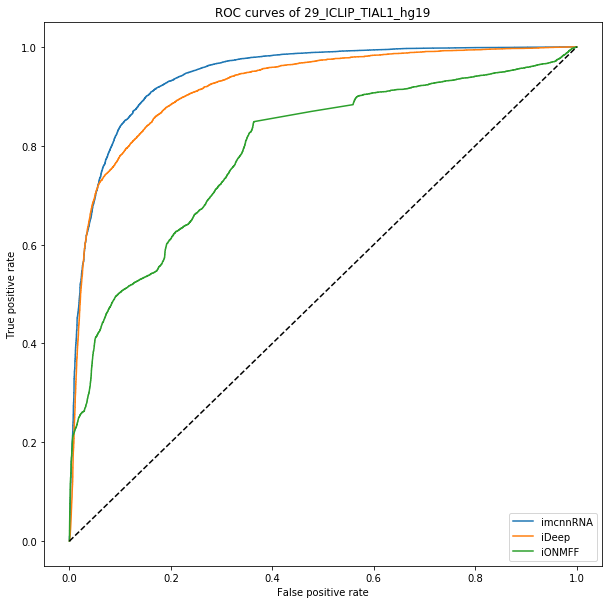 ROC curves of 29_ICLIP_TIAL1_hg19
True positive rate
1.0
0.8
0.6
0.4
0.2
0.0
0.0 0.2 0.4 0.6 0.8 1.0
False positive rate
imcnnRNA
iDeep
iONMFF